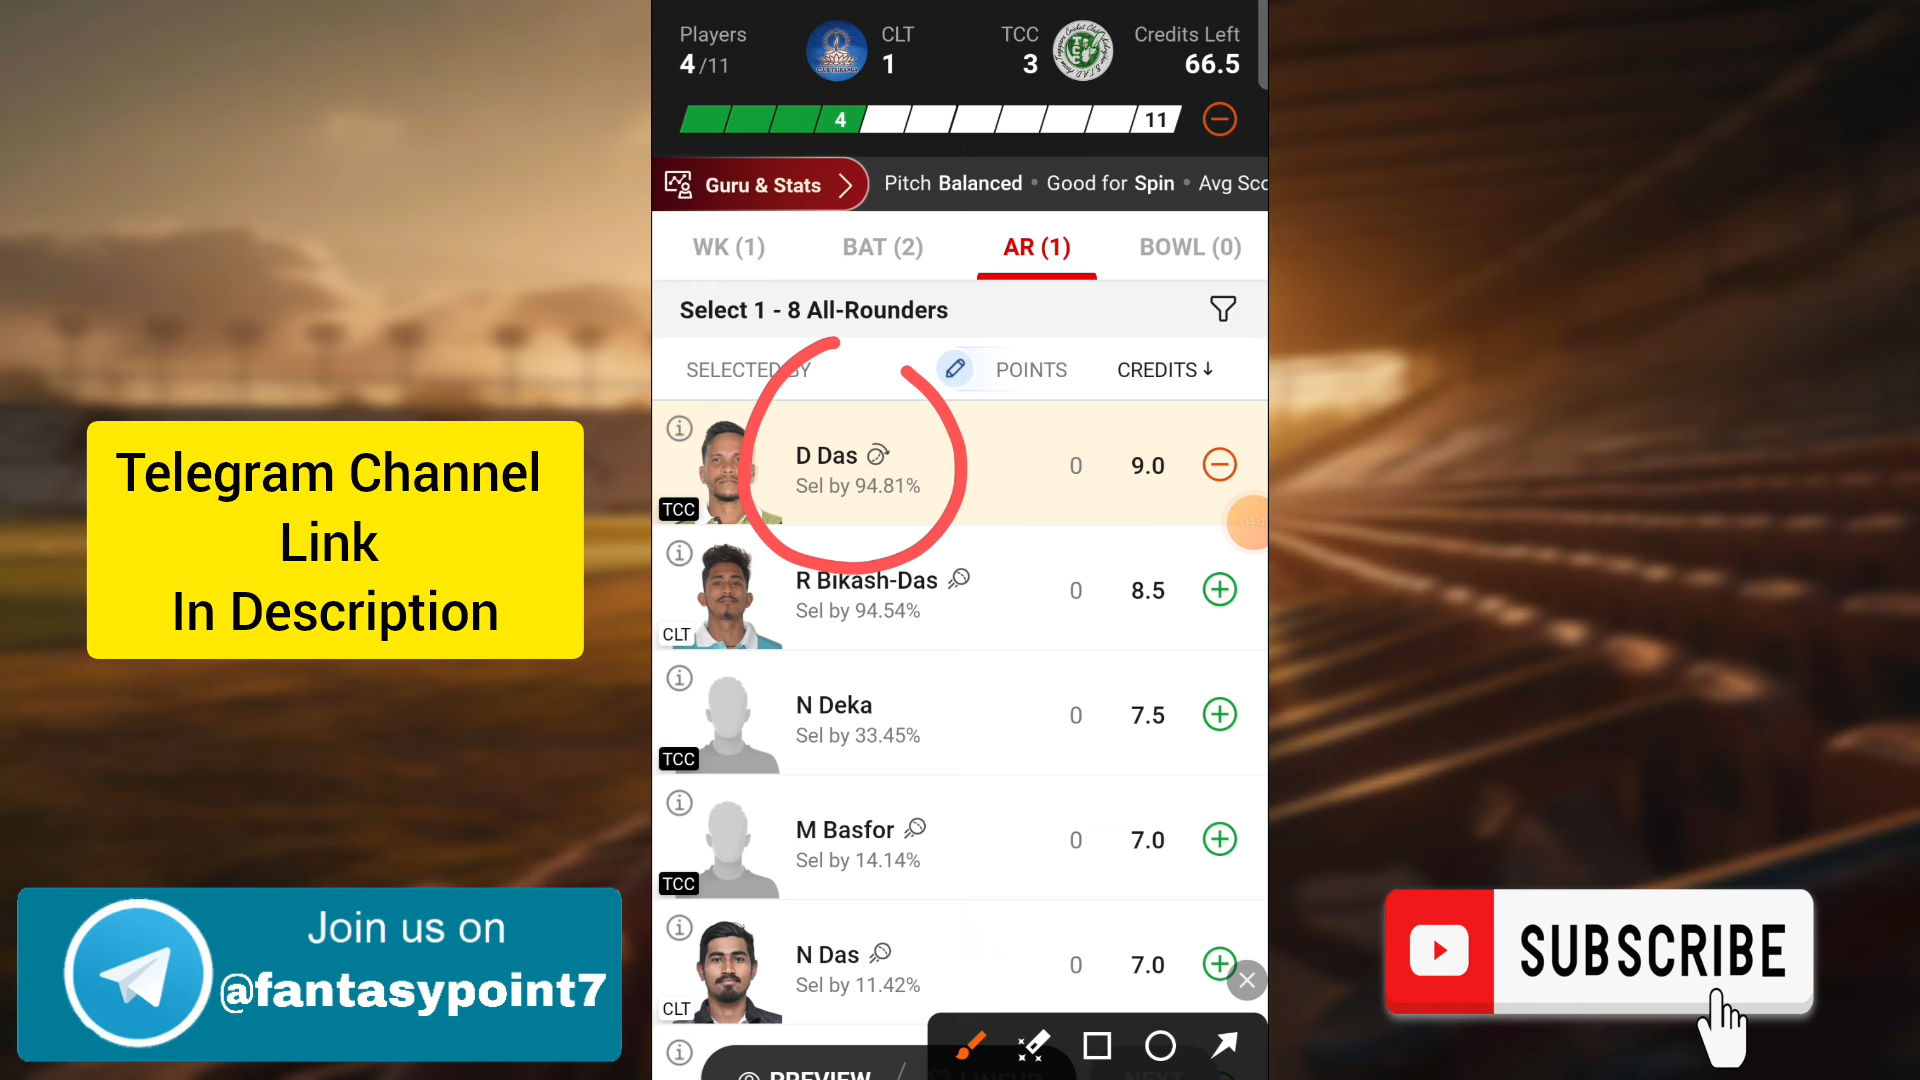 Players
4 /11
CLT
1
TCC
3
Credits Left
66.5
4
11
Guru & Stats
Pitch Balanced • Good for Spin • Avg Sco
WK (1)
BAT (2)
AR (1)
BOWL (0)
Select 1 - 8 All-Rounders
SELECTED BY
POINTS
CREDITS ↓
D Das
Sel by 94.81%
TCC
0
9.0
R Bikash-Das
Sel by 94.54%
CLT
0
8.5
N Deka
Sel by 33.45%
TCC
0
7.5
M Basfor
Sel by 14.14%
TCC
0
7.0
N Das
Sel by 11.42%
CLT
0
7.0
PREVIEW
Telegram Channel
Link
In Description
Join us on
@fantasypoint7
SUBSCRIBE